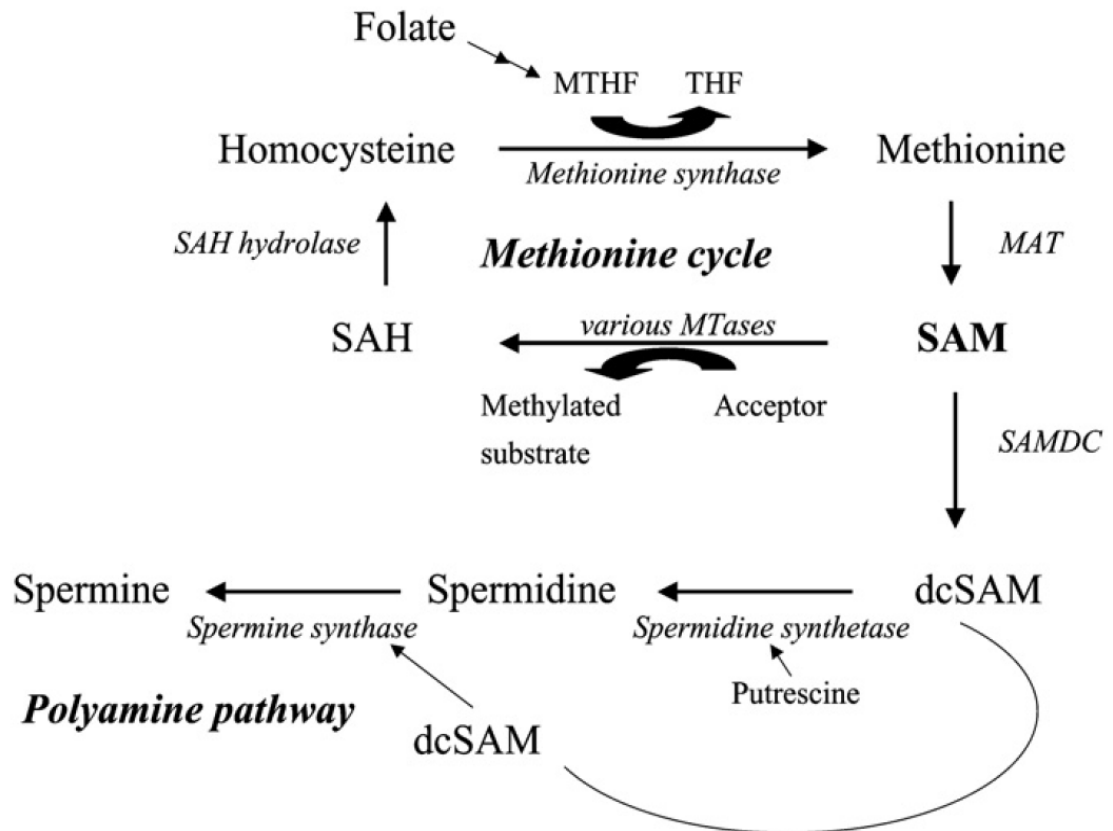 Folate
MTHF THF
Homocysteine Methionine
Methionine synthase
SAH hydrolase Methionine cycle MAT
various MTases
SAH SAM
Methylated Acceptor
substrate
SAMDC
Spermine Spermidine dcSAM
Spermine synthase Spermidine synthetase
Putrescine
Polyamine pathway
dcSAM